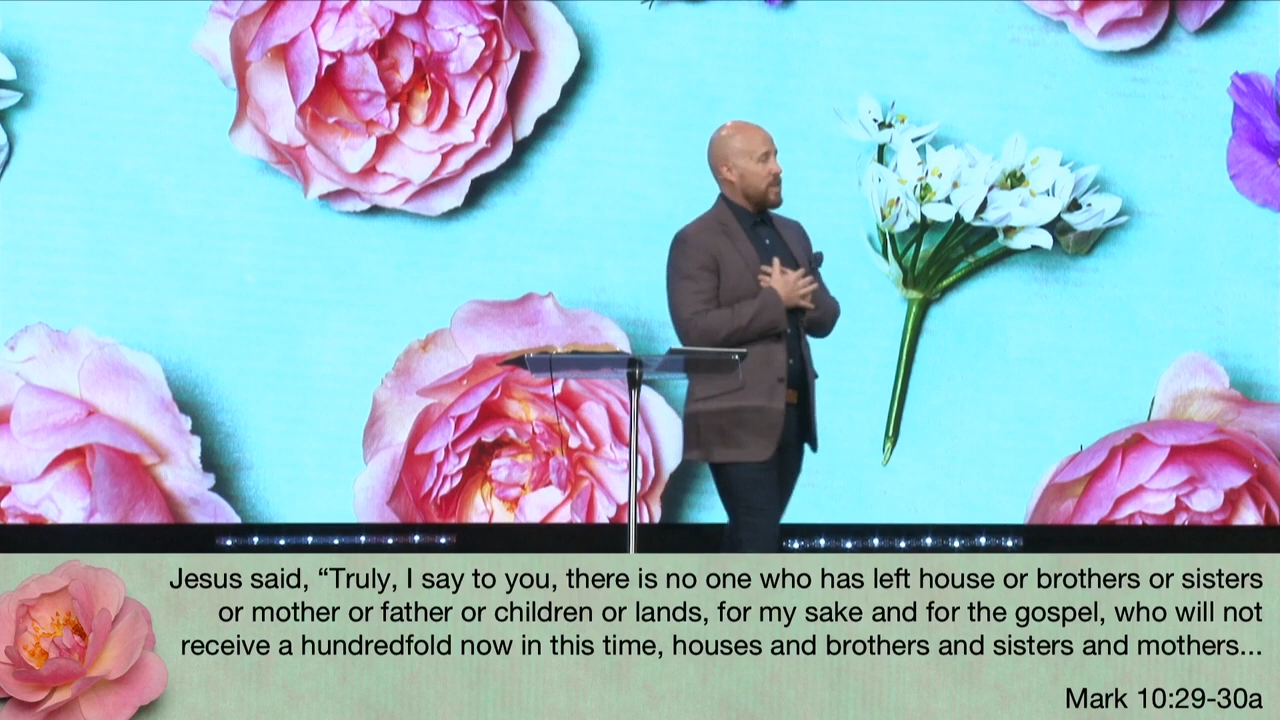 Jesus said, “Truly, I say to you, there is no one who has left house or brothers or sisters
or mother or father or children or lands, for my sake and for the gospel, who will not
receive a hundredfold now in this time, houses and brothers and sisters and mothers...
Mark 10:29-30a